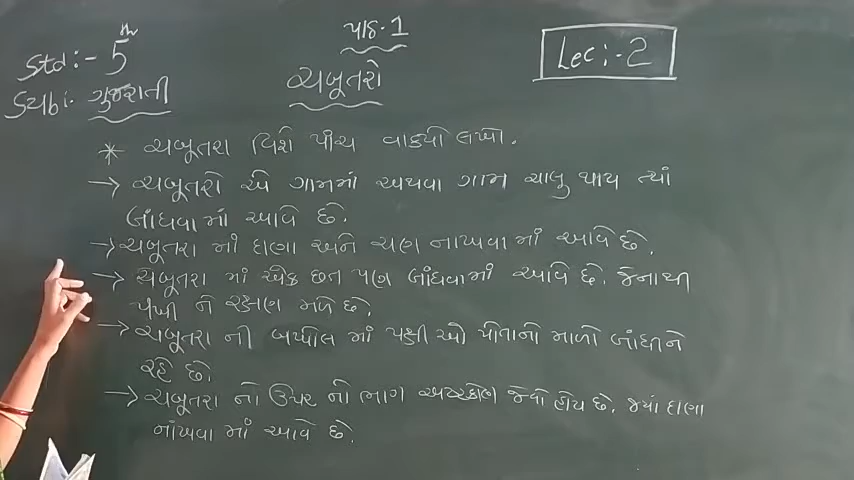 પાઠ-1
Std :- 5th
Lec :- 2
Sub :- ગુજરાતી
ચબૂતરો
* ચબૂતરા વિશે પાંચ વાક્યો લખો.
→ ચબૂતરો એ ગામમાં અથવા ગામ ચાલુ થાય ત્યાં
બાંધવામાં આવે છે.
→ ચબૂતરા માં દાણા અને ચણ નાખવામાં આવે છે.
→ ચબૂતરા માં એક છત પણ બાંધવામાં આવે છે. જેનાથી
પંખી ને રક્ષણ મળે છે.
→ ચબૂતરા ની બખોલ માં પક્ષીઓ પોતાનો માળો બાંધીને
રહે છે.
→ ચબૂતરા નો ઉપર નો ભાગ અષ્ટકોણ જેવો હોય છે. જ્યાં દાણા
નાંખવા માં આવે છે.